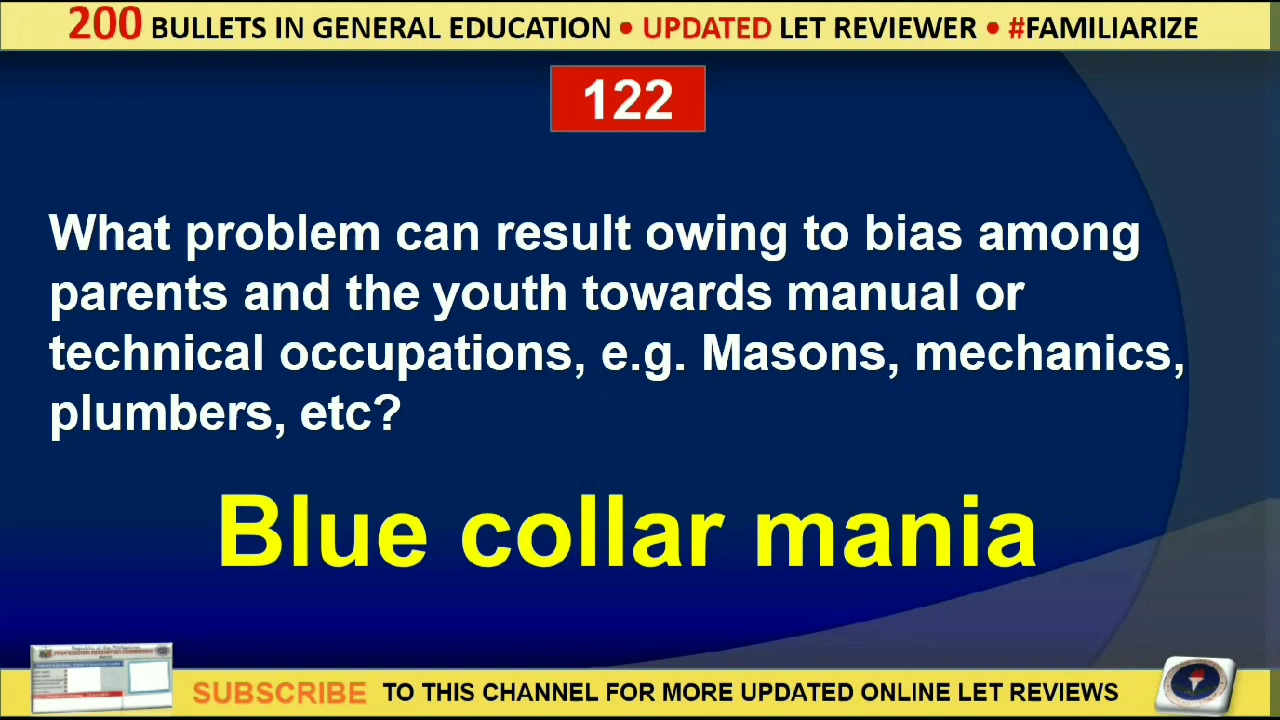 200 BULLETS IN GENERAL EDUCATION • UPDATED LET REVIEWER • #FAMILIARIZE
122
What problem can result owing to bias among
parents and the youth towards manual or
technical occupations, e.g. Masons, mechanics,
plumbers, etc?
Blue collar mania
SUBSCRIBE TO THIS CHANNEL FOR MORE UPDATED ONLINE LET REVIEWS